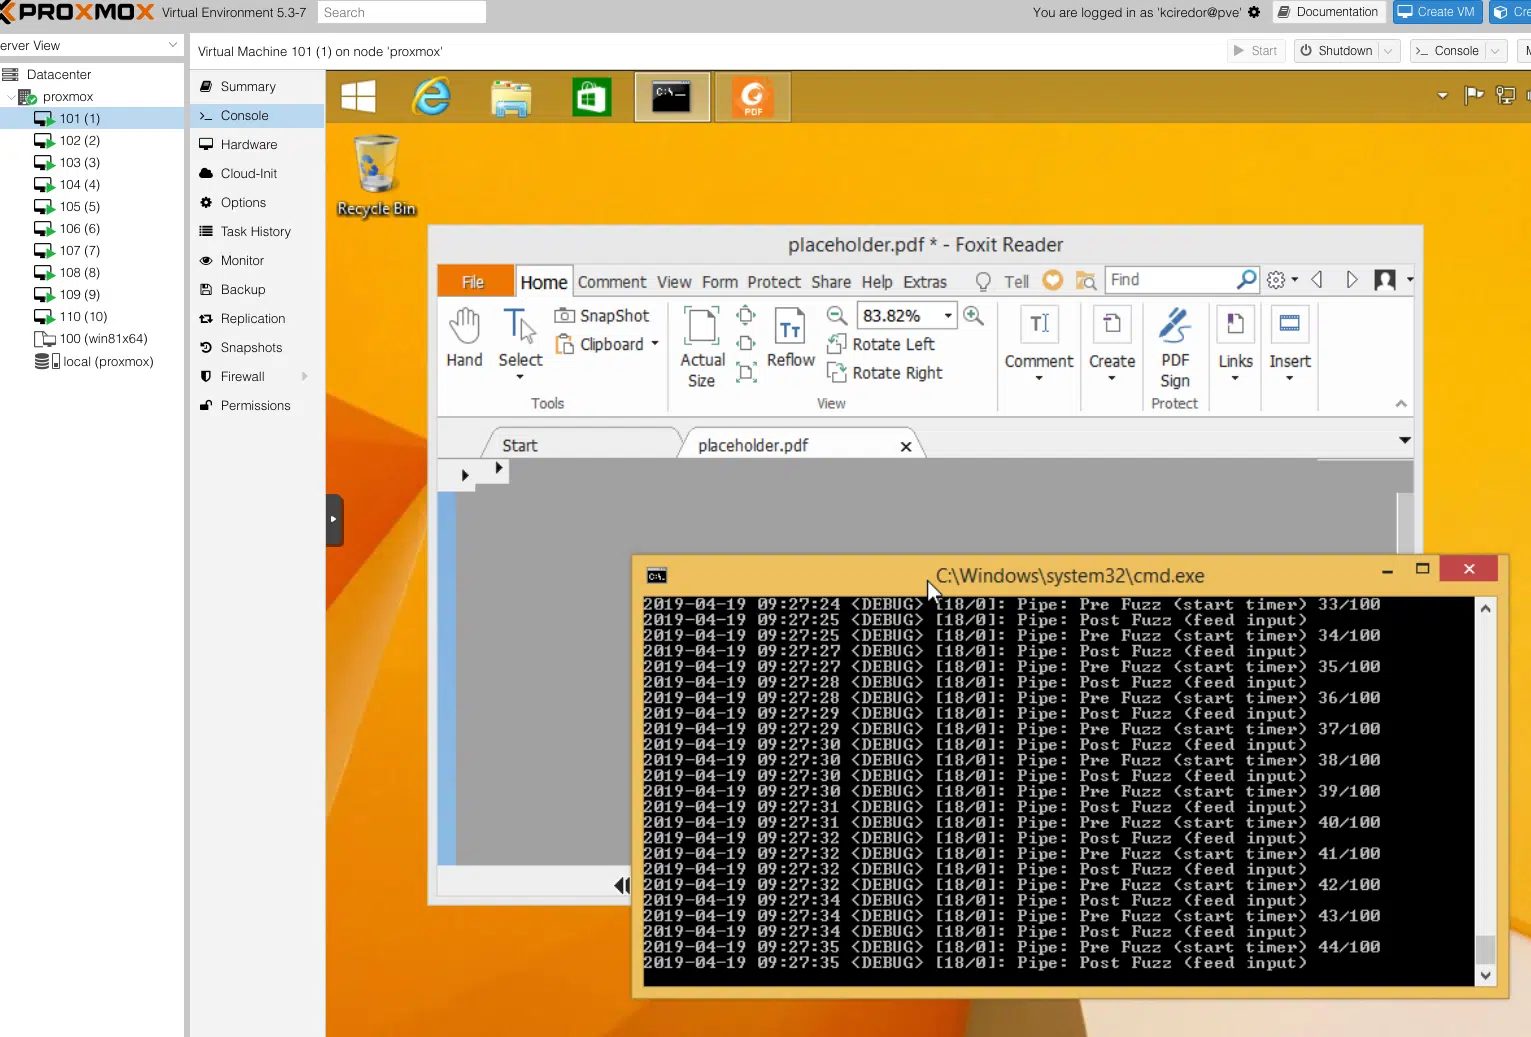 PROXMOX Virtual Environment 5.3-7 Search You are logged in as 'kciredor@pve' Documentation Create VM Cre
erver View
Virtual Machine 101 (1) on node 'proxmox' Start Shutdown Console M
Datacenter
proxmox
101 (1)
102 (2)
103 (3)
104 (4)
105 (5)
106 (6)
107 (7)
108 (8)
109 (9)
110 (10)
100 (win81x64)
local (proxmox)
Summary
Console
Hardware
Cloud-Init
Options
Task History
Monitor
Backup
Replication
Snapshots
Firewall
Permissions
C:\_
PDF
Recycle Bin
placeholder.pdf * - Foxit Reader
File Home Comment View Form Protect Share Help Extras Tell Find
Hand
Select
SnapShot
Clipboard
Tools
Actual
Size
Reflow
83.82%
Rotate Left
Rotate Right
View
Comment
Create
PDF
Sign
Protect
Links
Insert
Start placeholder.pdf
C:\Windows\system32\cmd.exe
2019-04-19 09:27:24 <DEBUG> [18/0]: Pipe: Pre Fuzz (start timer) 33/100
2019-04-19 09:27:25 <DEBUG> [18/0]: Pipe: Post Fuzz (feed input)
2019-04-19 09:27:25 <DEBUG> [18/0]: Pipe: Pre Fuzz (start timer) 34/100
2019-04-19 09:27:27 <DEBUG> [18/0]: Pipe: Post Fuzz (feed input)
2019-04-19 09:27:27 <DEBUG> [18/0]: Pipe: Pre Fuzz (start timer) 35/100
2019-04-19 09:27:28 <DEBUG> [18/0]: Pipe: Post Fuzz (feed input)
2019-04-19 09:27:28 <DEBUG> [18/0]: Pipe: Pre Fuzz (start timer) 36/100
2019-04-19 09:27:29 <DEBUG> [18/0]: Pipe: Post Fuzz (feed input)
2019-04-19 09:27:29 <DEBUG> [18/0]: Pipe: Pre Fuzz (start timer) 37/100
2019-04-19 09:27:30 <DEBUG> [18/0]: Pipe: Post Fuzz (feed input)
2019-04-19 09:27:30 <DEBUG> [18/0]: Pipe: Pre Fuzz (start timer) 38/100
2019-04-19 09:27:30 <DEBUG> [18/0]: Pipe: Post Fuzz (feed input)
2019-04-19 09:27:30 <DEBUG> [18/0]: Pipe: Pre Fuzz (start timer) 39/100
2019-04-19 09:27:31 <DEBUG> [18/0]: Pipe: Post Fuzz (feed input)
2019-04-19 09:27:31 <DEBUG> [18/0]: Pipe: Pre Fuzz (start timer) 40/100
2019-04-19 09:27:32 <DEBUG> [18/0]: Pipe: Post Fuzz (feed input)
2019-04-19 09:27:32 <DEBUG> [18/0]: Pipe: Pre Fuzz (start timer) 41/100
2019-04-19 09:27:32 <DEBUG> [18/0]: Pipe: Post Fuzz (feed input)
2019-04-19 09:27:32 <DEBUG> [18/0]: Pipe: Pre Fuzz (start timer) 42/100
2019-04-19 09:27:34 <DEBUG> [18/0]: Pipe: Post Fuzz (feed input)
2019-04-19 09:27:34 <DEBUG> [18/0]: Pipe: Pre Fuzz (start timer) 43/100
2019-04-19 09:27:34 <DEBUG> [18/0]: Pipe: Post Fuzz (feed input)
2019-04-19 09:27:35 <DEBUG> [18/0]: Pipe: Pre Fuzz (start timer) 44/100
2019-04-19 09:27:35 <DEBUG> [18/0]: Pipe: Post Fuzz (feed input)